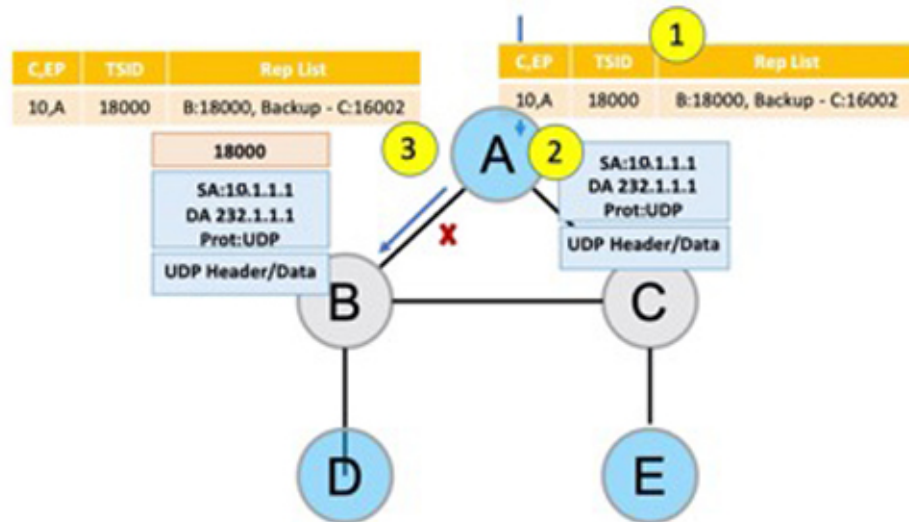 1
C,EP TSID Rep List
10,A 18000 B:18000, Backup - C:16002
C,EP TSID Rep List
10,A 18000 B:18000, Backup - C:16002
18000
SA:10.1.1.1
DA 232.1.1.1
Prot:UDP
UDP Header/Data
3
A
2
SA:10.1.1.1
DA 232.1.1.1
Prot:UDP
UDP Header/Data
X
B
C
D
E